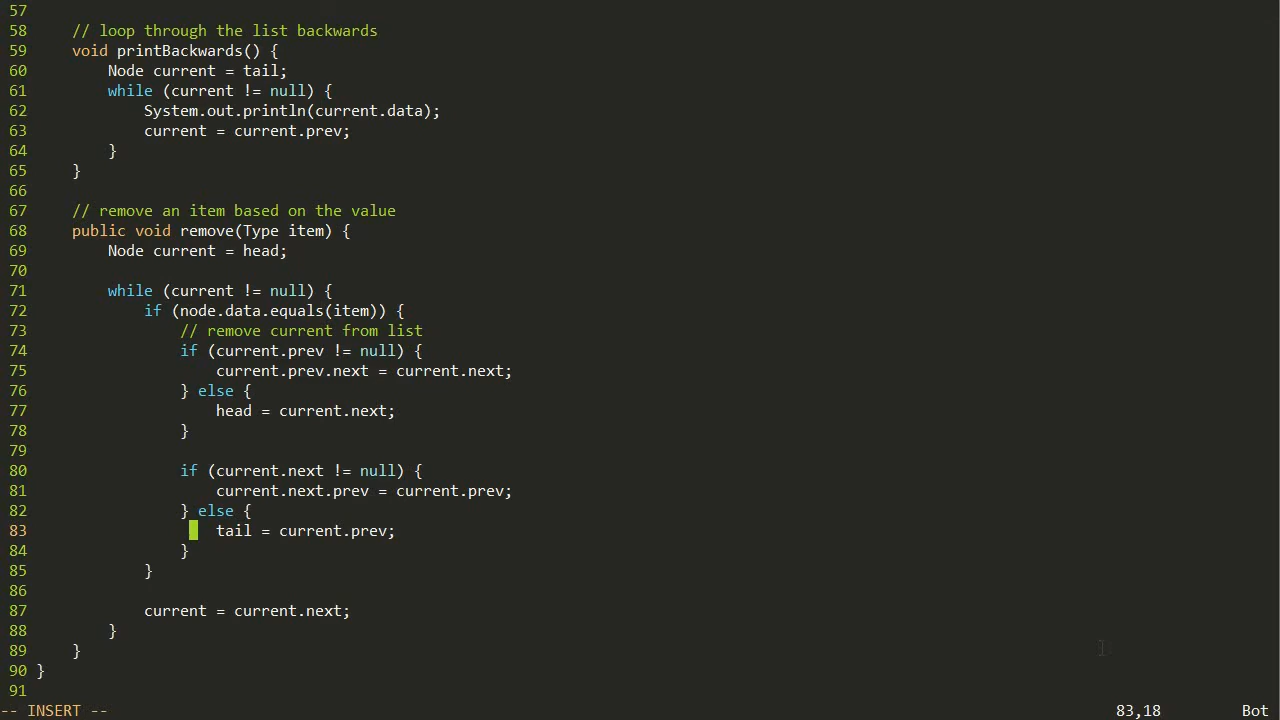 57
58     // loop through the list backwards
59     void printBackwards() {
60         Node current = tail;
61         while (current != null) {
62             System.out.println(current.data);
63             current = current.prev;
64         }
65     }
66
67     // remove an item based on the value
68     public void remove(Type item) {
69         Node current = head;
70
71         while (current != null) {
72             if (node.data.equals(item)) {
73                 // remove current from list
74                 if (current.prev != null) {
75                     current.prev.next = current.next;
76                 } else {
77                     head = current.next;
78                 }
79
80                 if (current.next != null) {
81                     current.next.prev = current.prev;
82                 } else {
83                     tail = current.prev;
84                 }
85             }
86
87             current = current.next;
88         }
89     }
90 }
91
-- INSERT -- 83,18 Bot